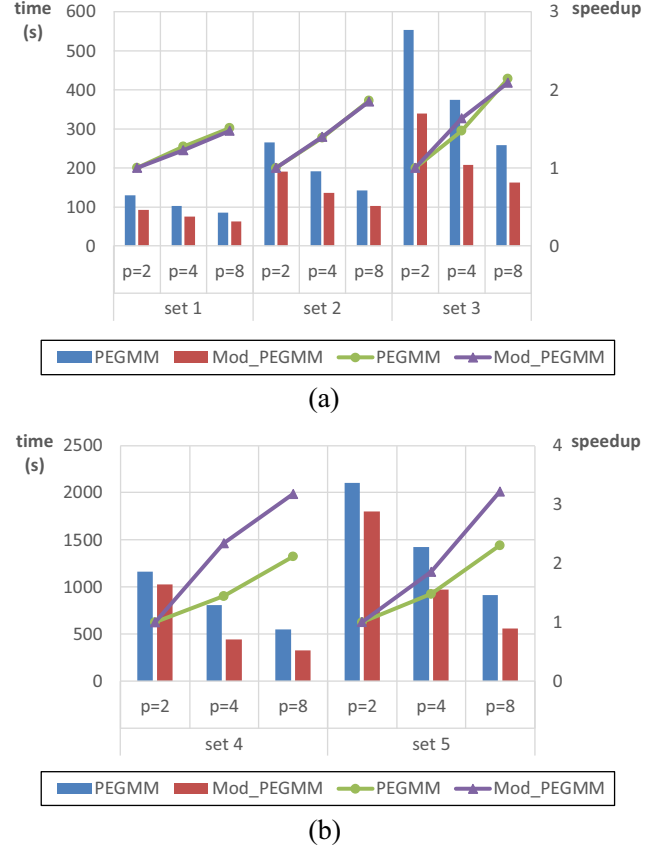 time
(s)
speedup
600
500
400
300
200
100
0
3
2
1
0
p=2 p=4 p=8 p=2 p=4 p=8 p=2 p=4 p=8
set 1 set 2 set 3
PEGMM Mod_PEGMM PEGMM Mod_PEGMM
(a)
time
(s)
speedup
2500
2000
1500
1000
500
0
4
3
2
1
0
p=2 p=4 p=8 p=2 p=4 p=8
set 4 set 5
PEGMM Mod_PEGMM PEGMM Mod_PEGMM
(b)